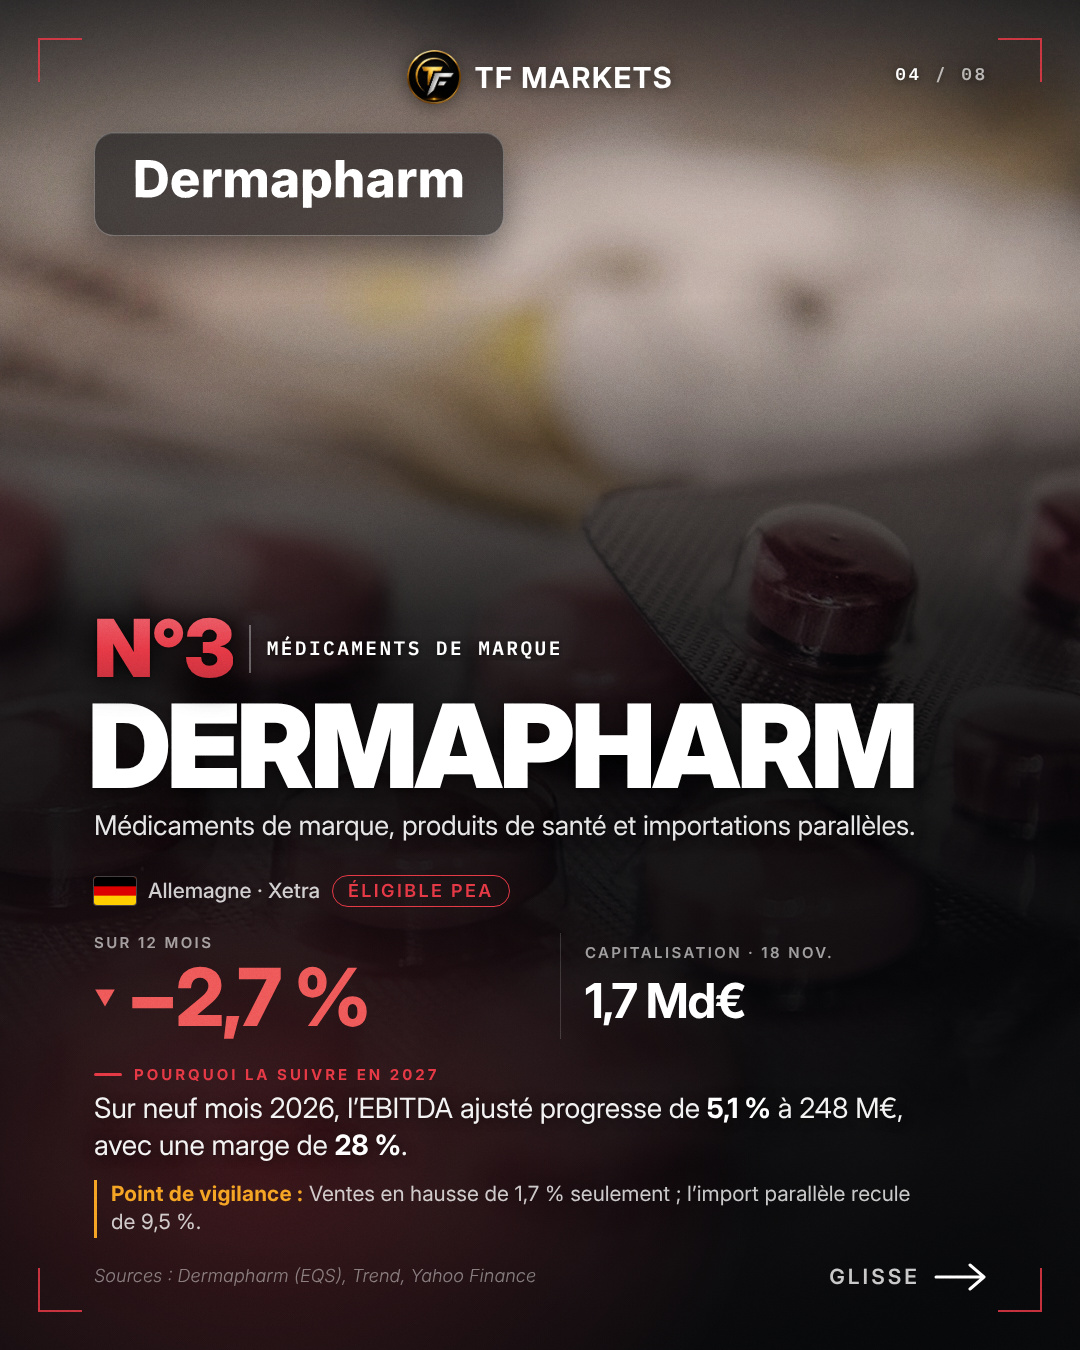 TF MARKETS
04 / 08
Dermapharm
N°3
MÉDICAMENTS DE MARQUE
DERMAPHARM
Médicaments de marque, produits de santé et importations parallèles.
Allemagne · Xetra
ÉLIGIBLE PEA
SUR 12 MOIS
▼ −2,7 %
CAPITALISATION · 18 NOV.
1,7 Md€
POURQUOI LA SUIVRE EN 2027
Sur neuf mois 2026, l’EBITDA ajusté progresse de 5,1 % à 248 M€,
avec une marge de 28 %.
Point de vigilance : Ventes en hausse de 1,7 % seulement ; l’import parallèle recule
de 9,5 %.
Sources : Dermapharm (EQS), Trend, Yahoo Finance
GLISSE →